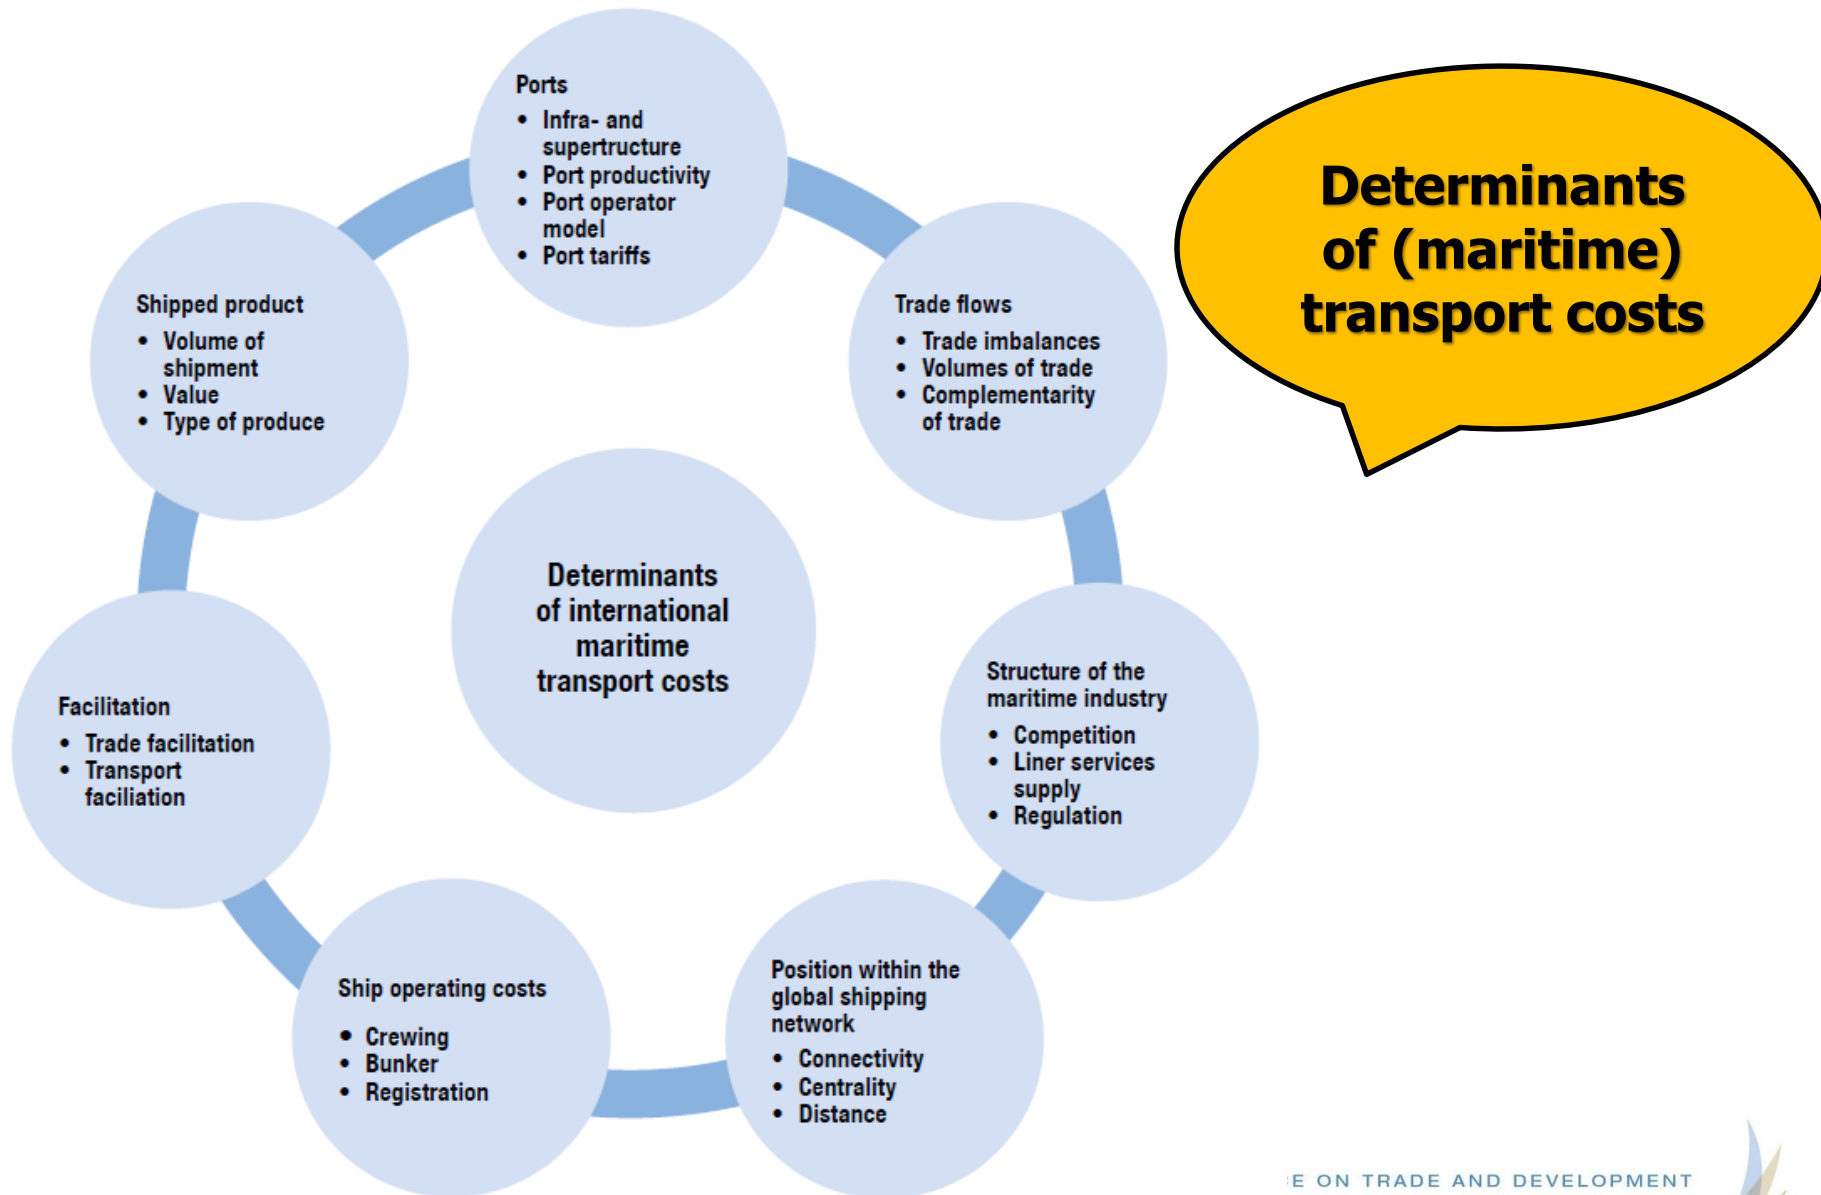 Ports
• Infra- and
supertructure
• Port productivity
• Port operator
model
• Port tariffs
Determinants
of (maritime)
transport costs
Shipped product
• Volume of
shipment
• Value
• Type of produce
Trade flows
• Trade imbalances
• Volumes of trade
• Complementarity
of trade
Determinants
of international
maritime
transport costs
Structure of the
maritime industry
• Competition
• Liner services
supply
• Regulation
Facilitation
• Trade facilitation
• Transport
faciliation
Ship operating costs
• Crewing
• Bunker
• Registration
Position within the
global shipping
network
• Connectivity
• Centrality
• Distance
E ON TRADE AND DEVELOPMENT